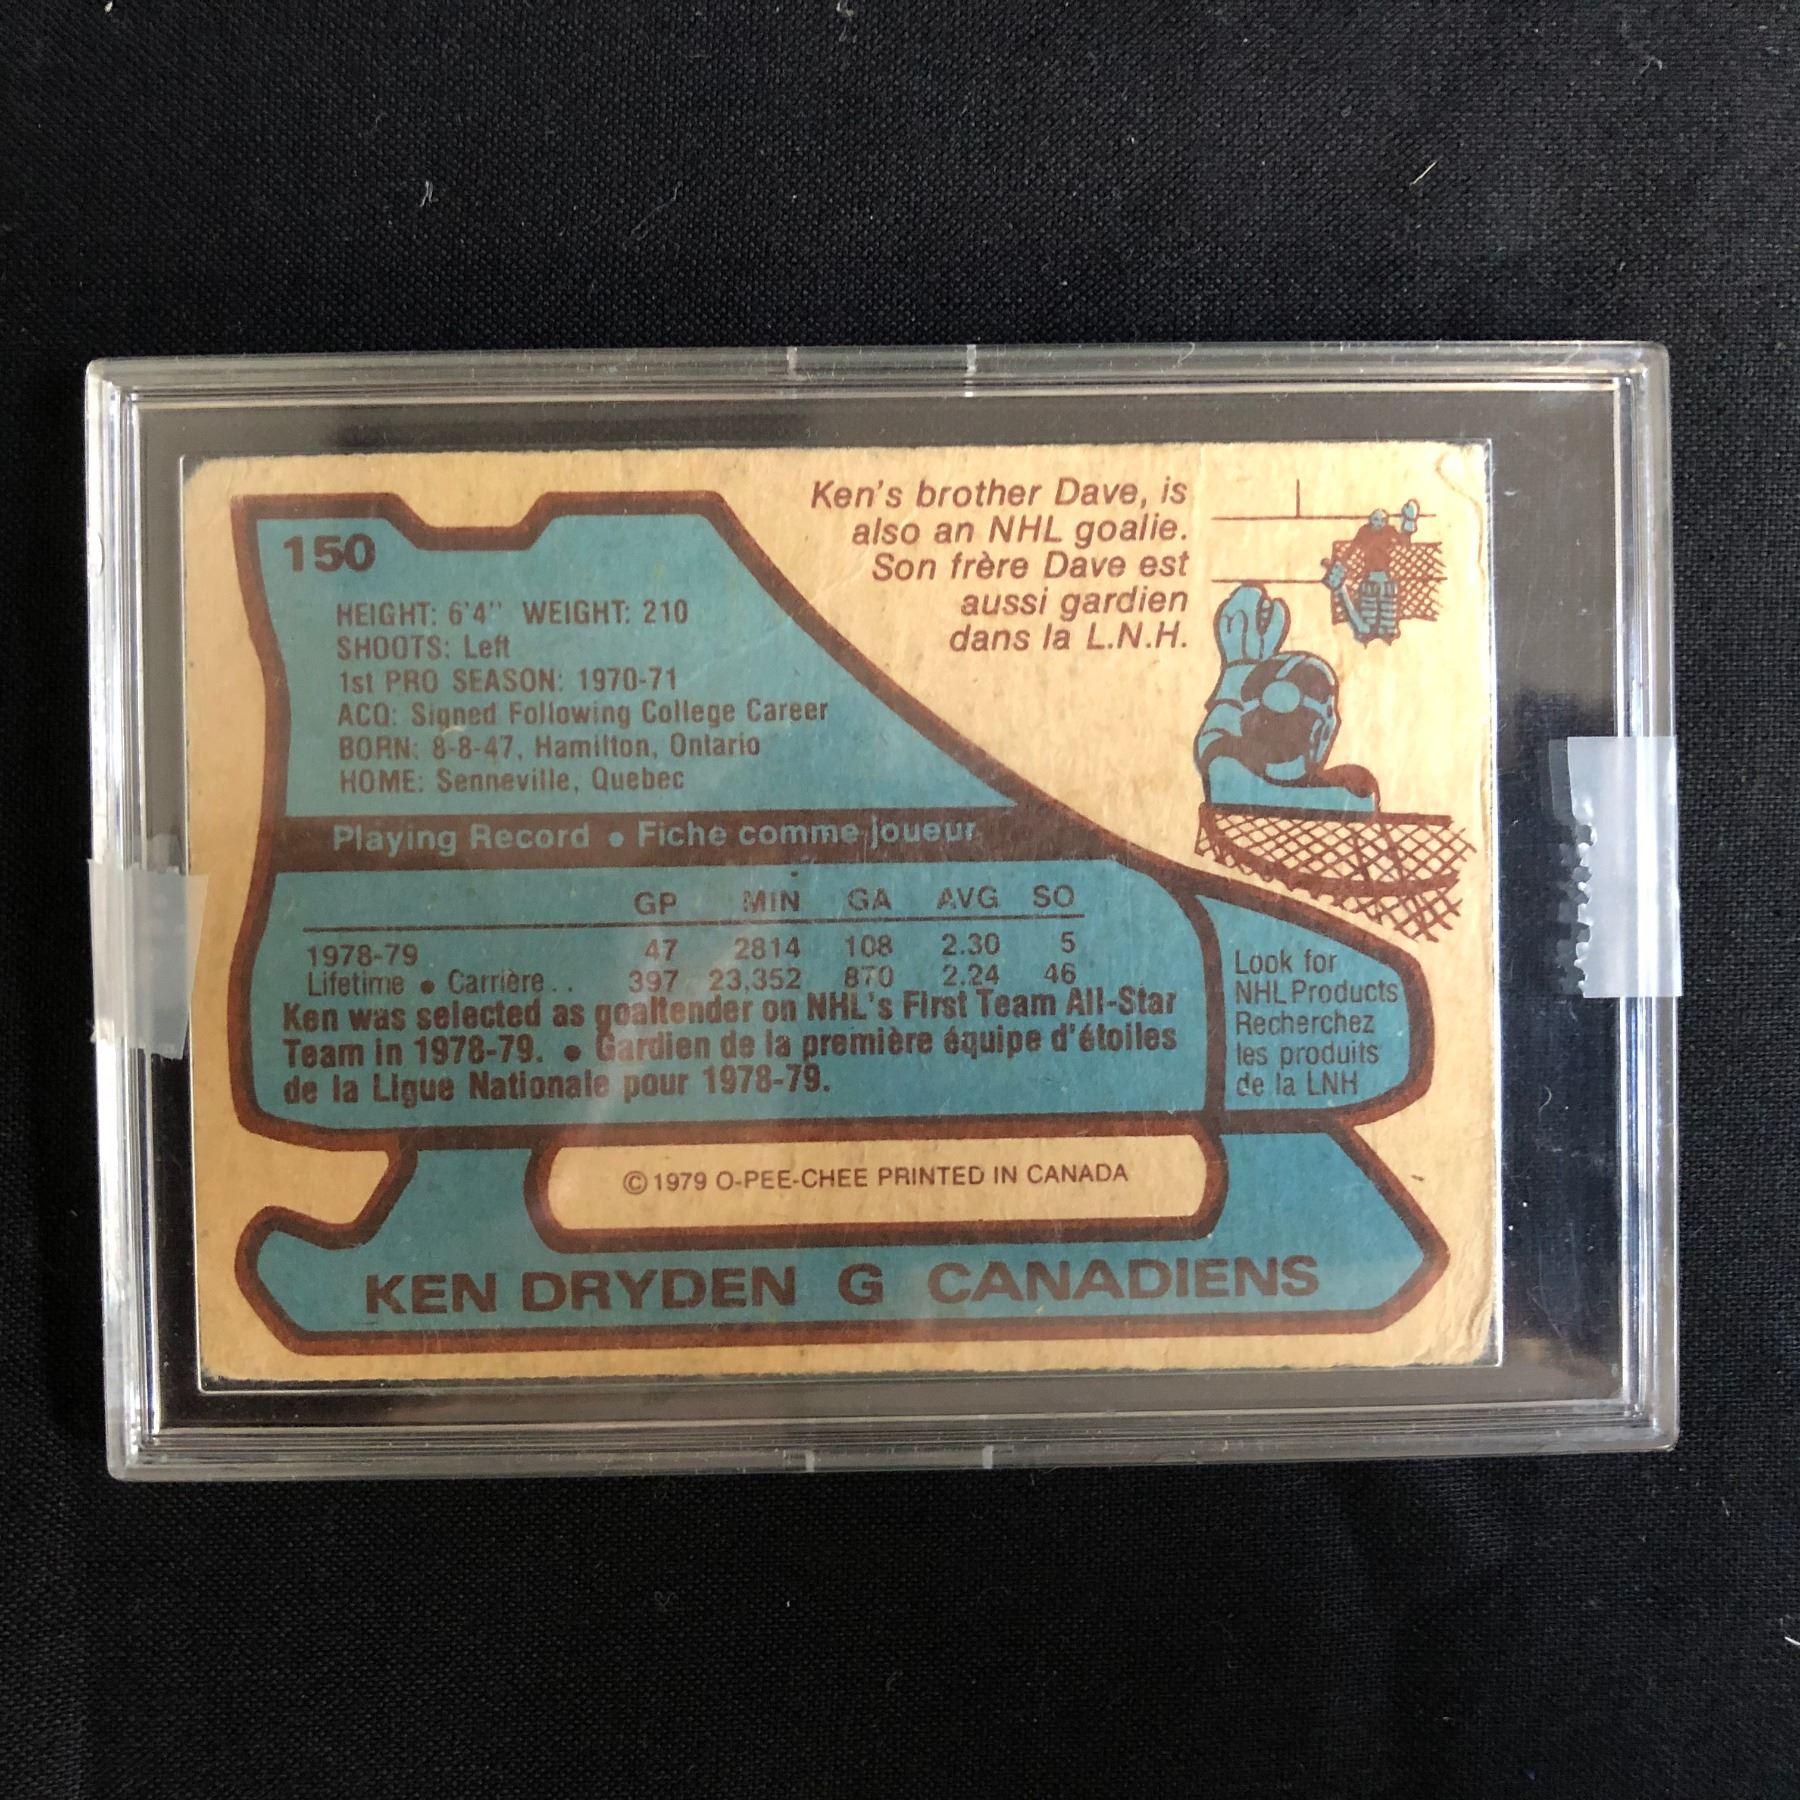 150
HEIGHT: 6'4" WEIGHT: 210
SHOOTS: Left
1st PRO SEASON: 1970-71
ACQ: Signed Following College Career
BORN: 8-8-47, Hamilton, Ontario
HOME: Senneville, Quebec
Ken's brother Dave, is
also an NHL goalie.
Son frère Dave est
aussi gardien
dans la L.N.H.
Playing Record • Fiche comme joueur
GP MIN GA AVG SO
1978-79 47 2814 108 2.30 5
Lifetime • Carrière.. 397 23,352 870 2.24 46
Ken was selected as goaltender on NHL's First Team All-Star
Team in 1978-79. • Gardien de la première équipe d'étoiles
de la Ligue Nationale pour 1978-79.
Look for
NHL Products
Recherchez
les produits
de la LNH
© 1979 O-PEE-CHEE PRINTED IN CANADA
KEN DRYDEN G CANADIENS